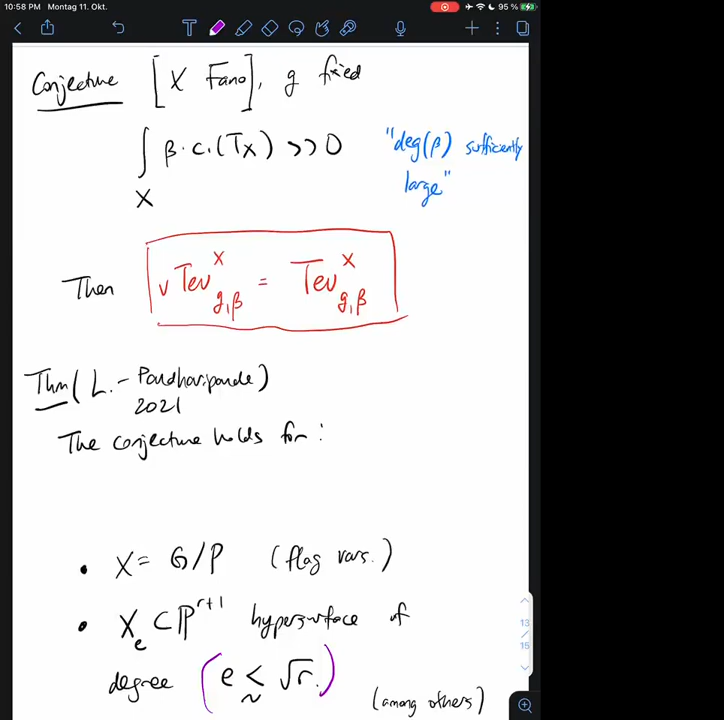 10:58 PM Montag 11. Okt.
95 %
Conjecture [X Fano], g fixed
∫_X β·c₁(T_X) >> 0
"deg(β) sufficiently
large"
Then vTev^X_{g,β} = Tev^X_{g,β}
Thm (L. - Pandharipande)
2021
The conjecture holds for :
• X = G/P (flag vars.)
• X_e ⊂ ℙ^{r+1} hypersurface of
degree (e ≲ √r.)
(among others)
13
/
15